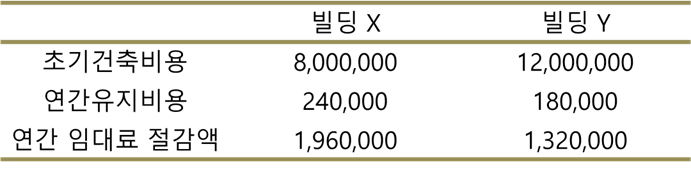 빌딩 X 빌딩 Y
초기건축비용 8,000,000 12,000,000
연간유지비용 240,000 180,000
연간 임대료 절감액 1,960,000 1,320,000